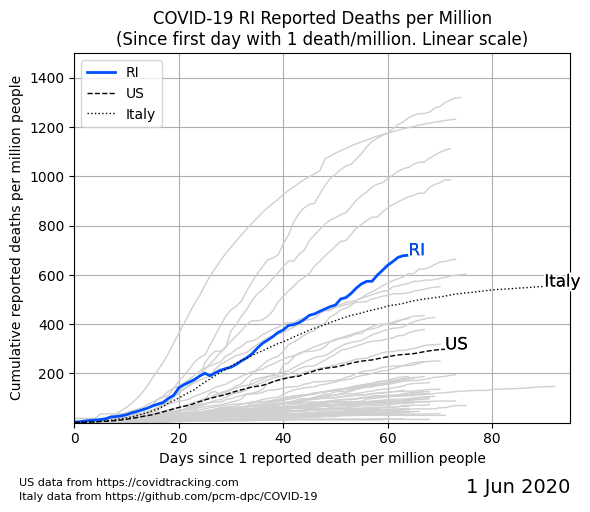 COVID-19 RI Reported Deaths per Million
(Since first day with 1 death/million. Linear scale)
Cumulative reported deaths per million people
1400
1200
1000
800
600
400
200
RI
US
Italy
RI
Italy
US
0 20 40 60 80
Days since 1 reported death per million people
US data from https://covidtracking.com
Italy data from https://github.com/pcm-dpc/COVID-19
1 Jun 2020